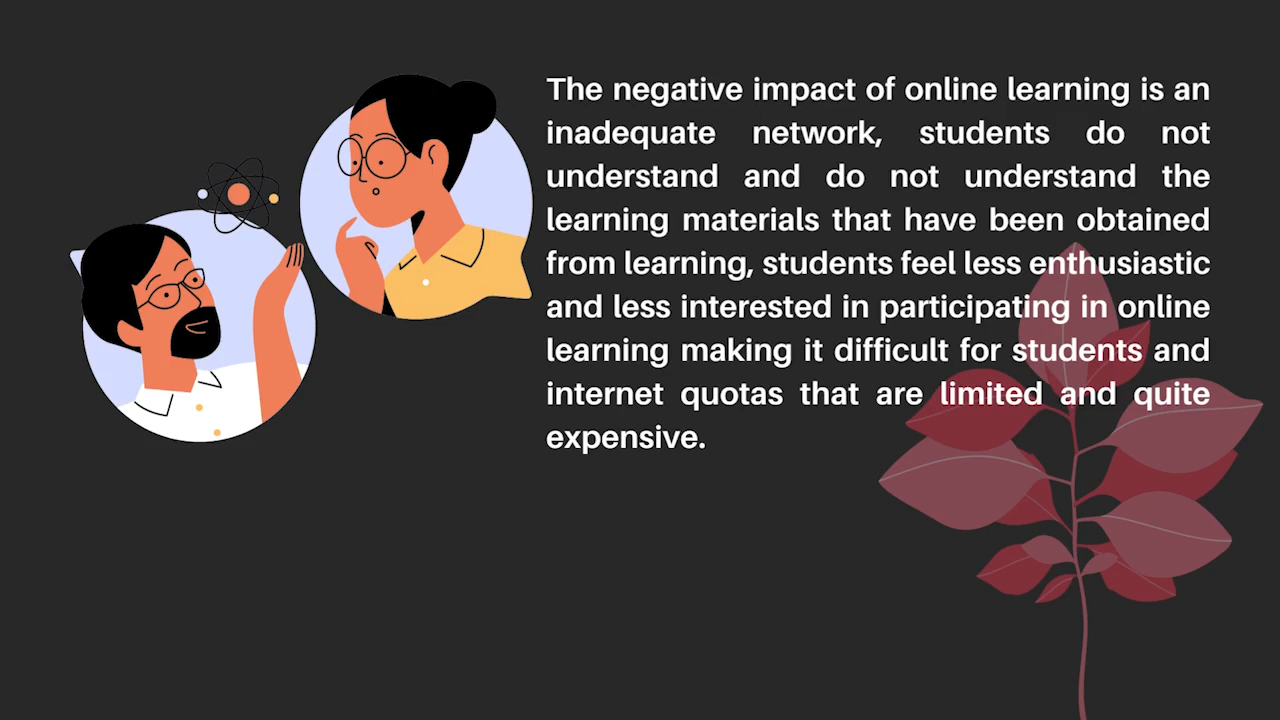 The negative impact of online learning is an
inadequate network, students do not
understand and do not understand the
learning materials that have been obtained
from learning, students feel less enthusiastic
and less interested in participating in online
learning making it difficult for students and
internet quotas that are limited and quite
expensive.